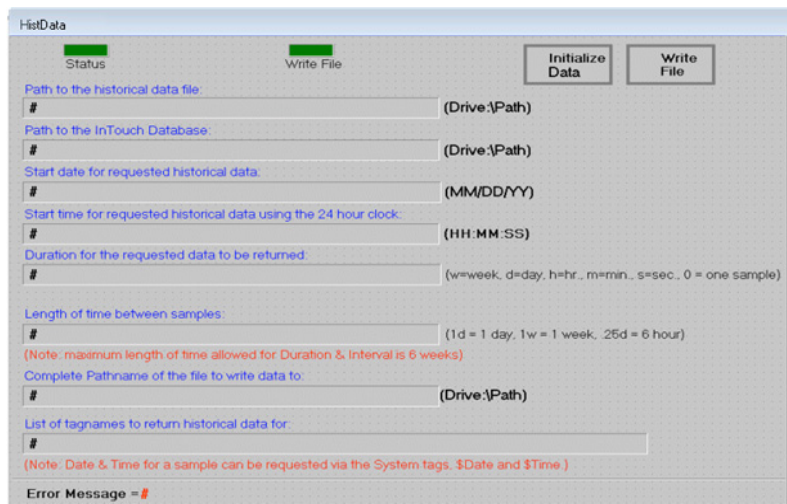 HistData
Status
Write File
Initialize Data
Write File
Path to the historical data file:
# (Drive:\Path)
Path to the InTouch Database:
# (Drive:\Path)
Start date for requested historical data:
# (MM/DD/YY)
Start time for requested historical data using the 24 hour clock:
# (HH:MM:SS)
Duration for the requested data to be returned:
# (w=week, d=day, h=hr., m=min., s=sec., 0 = one sample)
Length of time between samples:
# (1d = 1 day, 1w = 1 week, .25d = 6 hour)
(Note: maximum length of time allowed for Duration & Interval is 6 weeks)
Complete Pathname of the file to write data to:
# (Drive:\Path)
List of tagnames to return historical data for:
#
(Note: Date & Time for a sample can be requested via the System tags, $Date and $Time.)
Error Message =#